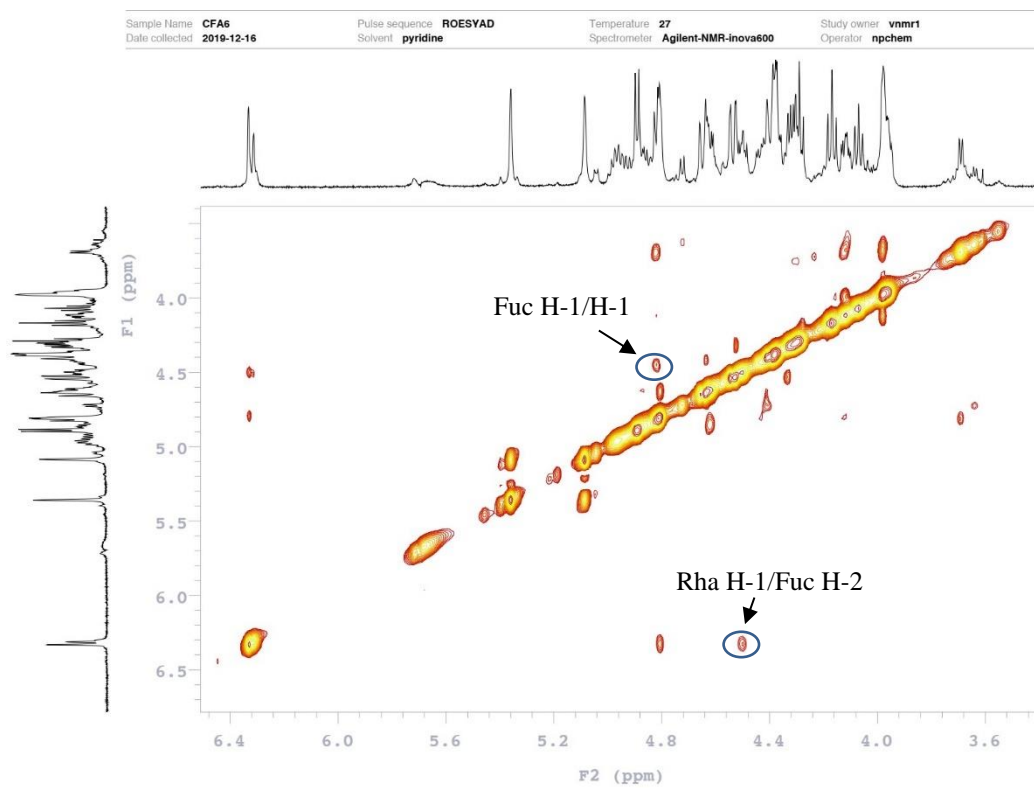 Sample Name CFA6 Pulse sequence ROESYAD Temperature 27 Study owner vnmr1
Date collected 2019-12-16 Solvent pyridine Spectrometer Agilent-NMR-inova600 Operator npchem
F1 (ppm)
4.0
4.5
5.0
5.5
6.0
6.5
Fuc H-1/H-1
Rha H-1/Fuc H-2
6.4 6.0 5.6 5.2 4.8 4.4 4.0 3.6
F2 (ppm)